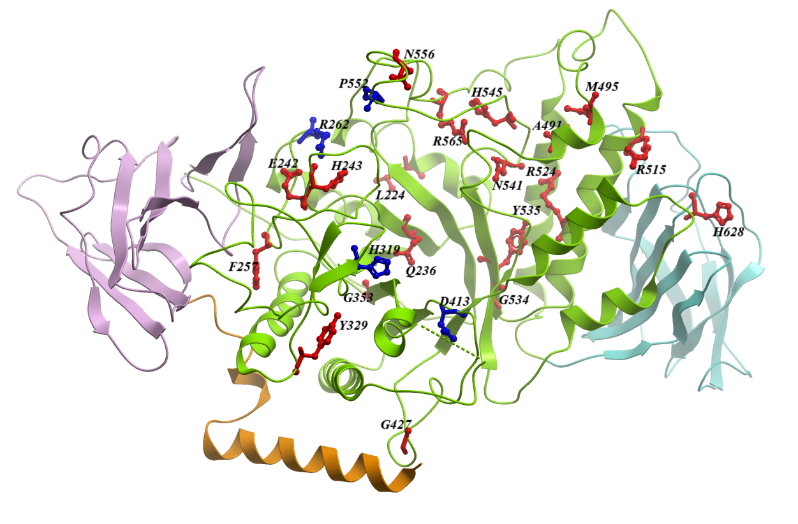 N556
P552
H545
M495
R262
A491
R565
E242
H243
R524
R515
N541
L224
Y535
H628
H319
F257
Q236
G353
D413
G534
Y329
G427